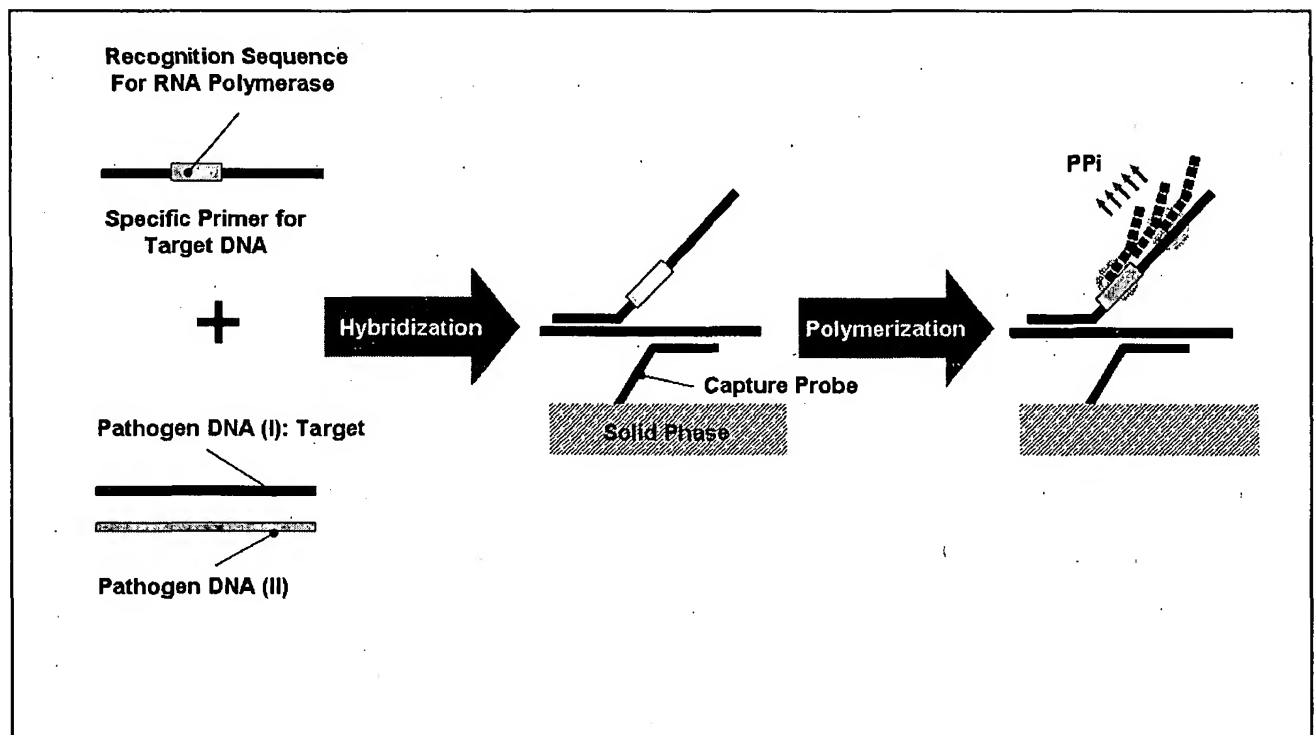 Recognition Sequence
For RNA Polymerase
Specific Primer for
Target DNA
+
Pathogen DNA (I): Target
Pathogen DNA (II)
Hybridization
Capture Probe
Solid Phase
Polymerization
PPi